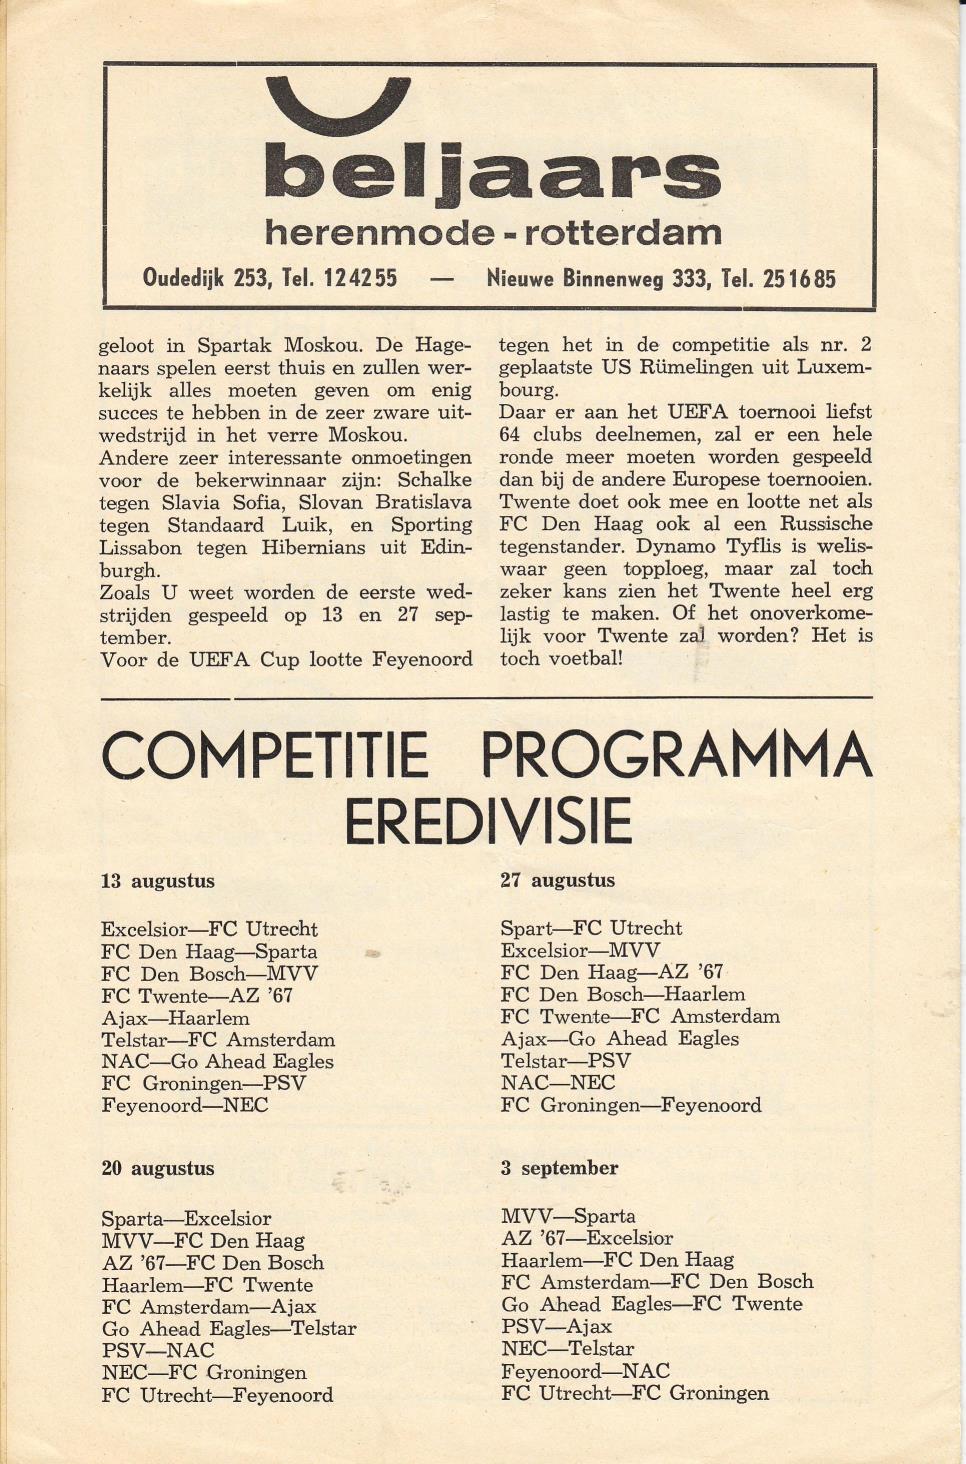 beljaars
herenmode - rotterdam
Oudedijk 253, Tel. 124255 — Nieuwe Binnenweg 333, Tel. 251685
geloot in Spartak Moskou. De Hage-
naars spelen eerst thuis en zullen wer-
kelijk alles moeten geven om enig
succes te hebben in de zeer zware uit-
wedstrijd in het verre Moskou.
Andere zeer interessante onmoetingen
voor de bekerwinnaar zijn: Schalke
tegen Slavia Sofia, Slovan Bratislava
tegen Standaard Luik, en Sporting
Lissabon tegen Hibernians uit Edin-
burgh.
Zoals U weet worden de eerste wed-
strijden gespeeld op 13 en 27 sep-
tember.
Voor de UEFA Cup lootte Feyenoord
tegen het in de competitie als nr. 2
geplaatste US Rümelingen uit Luxem-
bourg.
Daar er aan het UEFA toernooi liefst
64 clubs deelnemen, zal er een hele
ronde meer moeten worden gespeeld
dan bij de andere Europese toernooien.
Twente doet ook mee en lootte net als
FC Den Haag ook al een Russische
tegenstander. Dynamo Tyflis is welis-
waar geen topploeg, maar zal toch
zeker kans zien het Twente heel erg
lastig te maken. Of het onoverkome-
lijk voor Twente zal worden? Het is
toch voetbal!
COMPETITIE PROGRAMMA
EREDIVISIE
13 augustus
Excelsior—FC Utrecht
FC Den Haag—Sparta
FC Den Bosch—MVV
FC Twente—AZ '67
Ajax—Haarlem
Telstar—FC Amsterdam
NAC—Go Ahead Eagles
FC Groningen—PSV
Feyenoord—NEC
20 augustus
Sparta—Excelsior
MVV—FC Den Haag
AZ '67—FC Den Bosch
Haarlem—FC Twente
FC Amsterdam—Ajax
Go Ahead Eagles—Telstar
PSV—NAC
NEC—FC Groningen
FC Utrecht—Feyenoord
27 augustus
Spart—FC Utrecht
Excelsior—MVV
FC Den Haag—AZ '67
FC Den Bosch—Haarlem
FC Twente—FC Amsterdam
Ajax—Go Ahead Eagles
Telstar—PSV
NAC—NEC
FC Groningen—Feyenoord
3 september
MVV—Sparta
AZ '67—Excelsior
Haarlem—FC Den Haag
FC Amsterdam—FC Den Bosch
Go Ahead Eagles—FC Twente
PSV—Ajax
NEC—Telstar
Feyenoord—NAC
FC Utrecht—FC Groningen